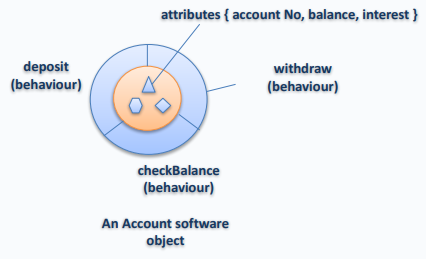 attributes { account No, balance, interest }
deposit
(behaviour)
withdraw
(behaviour)
checkBalance
(behaviour)
An Account software
object